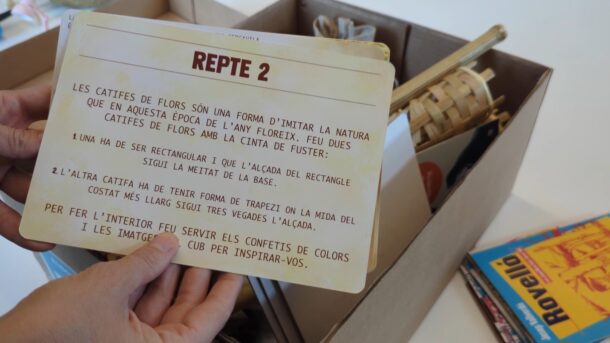 REPTE 2
LES CATIFES DE FLORS SÓN UNA FORMA D'IMITAR LA NATURA
QUE EN AQUESTA ÈPOCA DE L'ANY FLOREIX. FEU DUES
CATIFES DE FLORS AMB LA CINTA DE FUSTER:
1. UNA HA DE SER RECTANGULAR I QUE L'ALÇADA DEL RECTANGLE
SIGUI LA MEITAT DE LA BASE.
2. L'ALTRA CATIFA HA DE TENIR FORMA DE TRAPEZI ON LA MIDA DEL
COSTAT MÉS LLARG SIGUI TRES VEGADES L'ALÇADA.
PER FER L'INTERIOR FEU SERVIR ELS CONFETIS DE COLORS
I LES IMATGES CUB PER INSPIRAR-VOS.
Rovelló